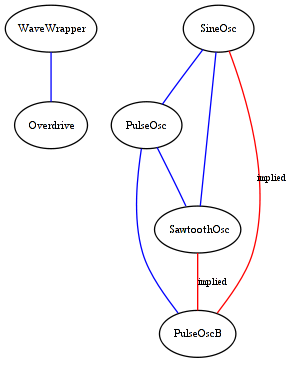 WaveWrapper
SineOsc
Overdrive
PulseOsc
implied
SawtoothOsc
implied
PulseOscB